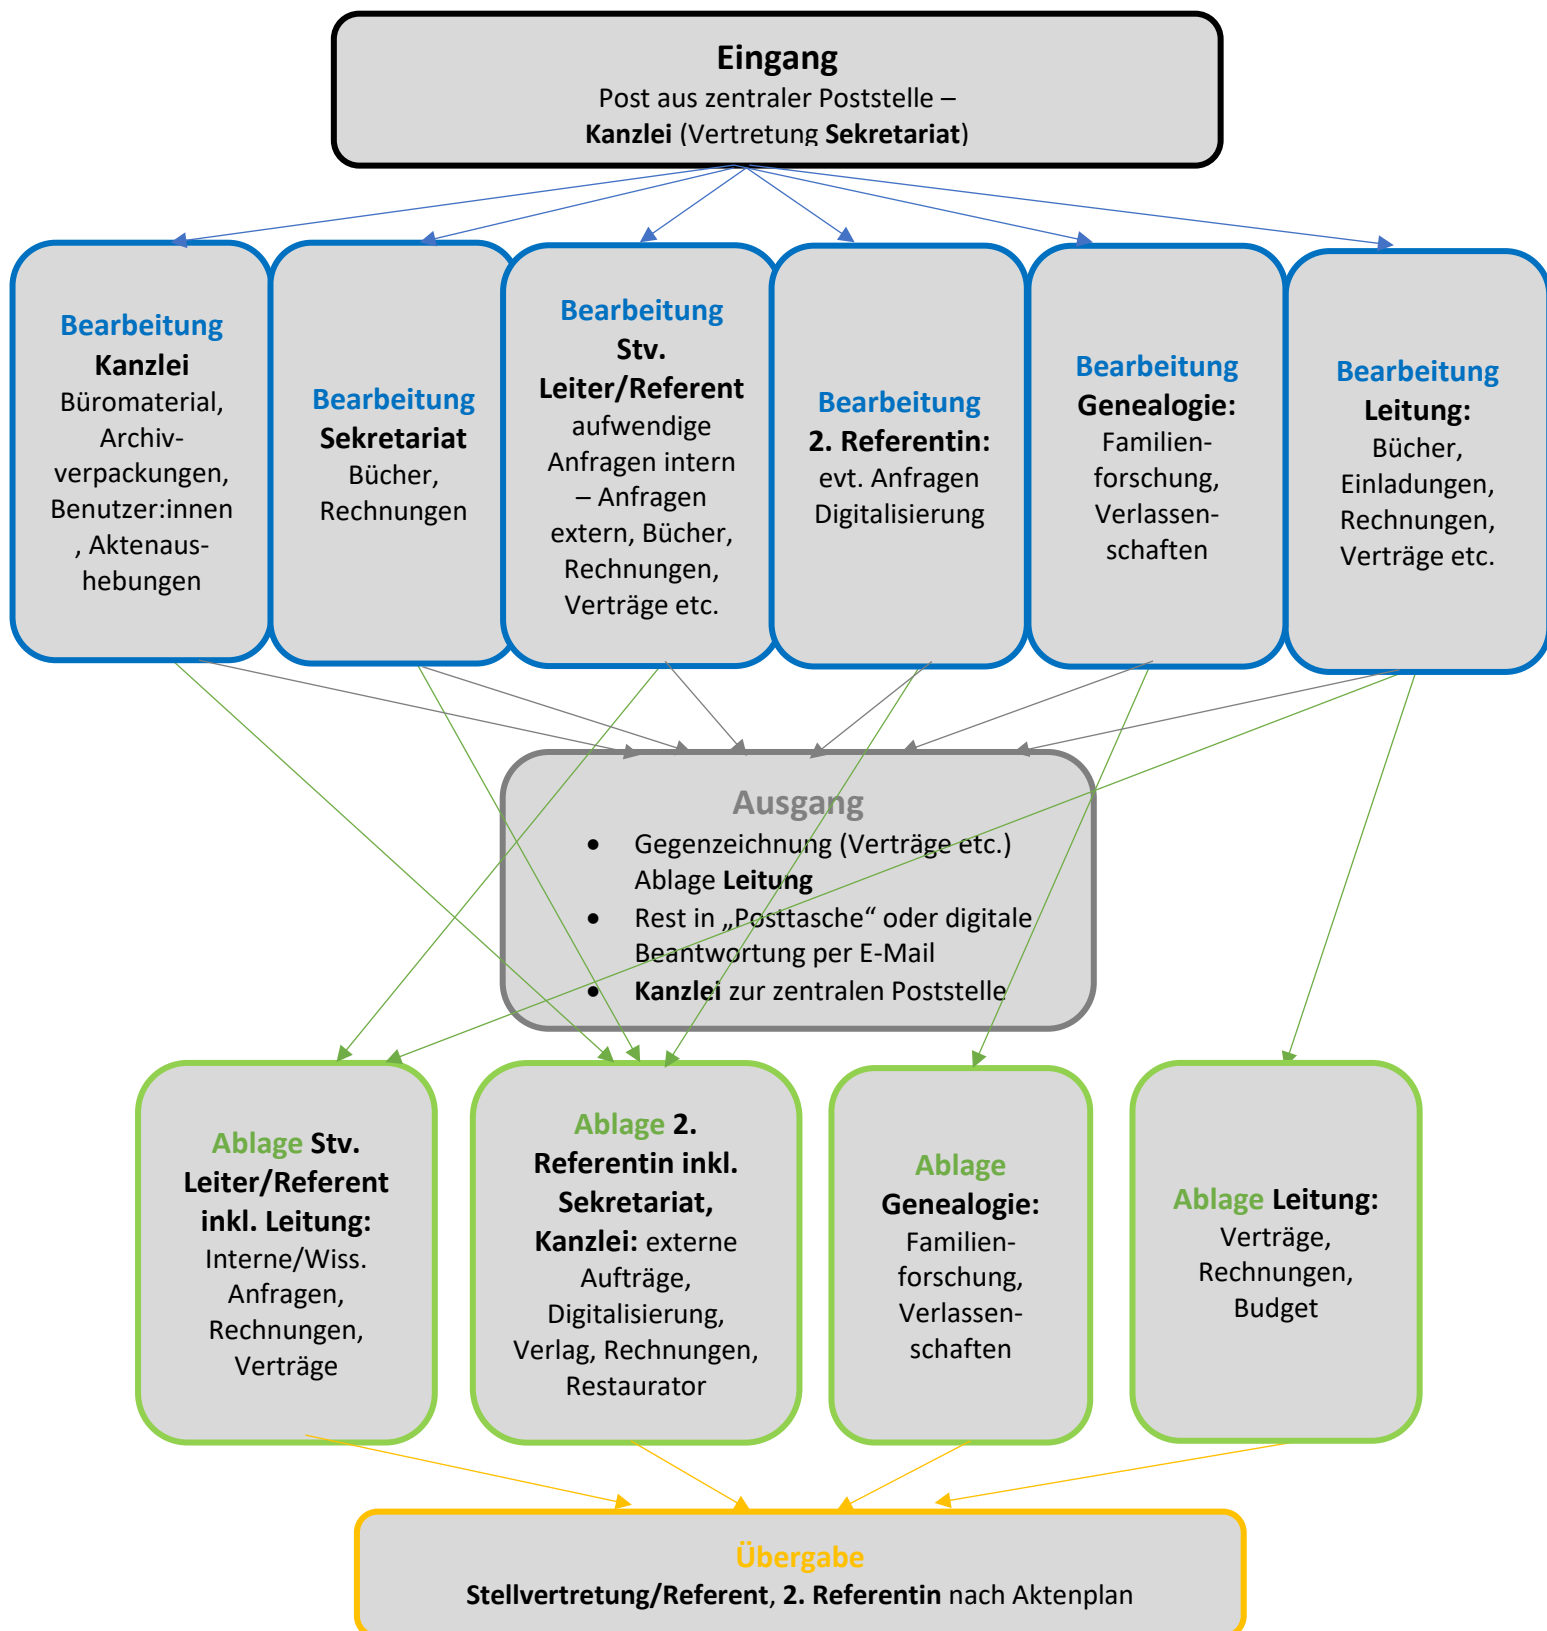 Eingang
Post aus zentraler Poststelle –
Kanzlei (Vertretung Sekretariat)
Bearbeitung
Kanzlei
Büromaterial,
Archiv-
verpackungen,
Benutzer:innen
, Aktenaus-
hebungen
Bearbeitung
Sekretariat
Bücher,
Rechnungen
Bearbeitung
Stv.
Leiter/Referent
aufwendige
Anfragen intern
– Anfragen
extern, Bücher,
Rechnungen,
Verträge etc.
Bearbeitung
2. Referentin:
evt. Anfragen
Digitalisierung
Bearbeitung
Genealogie:
Familien-
forschung,
Verlassen-
schaften
Bearbeitung
Leitung:
Bücher,
Einladungen,
Rechnungen,
Verträge etc.
Ausgang
• Gegenzeichnung (Verträge etc.)
Ablage Leitung
• Rest in „Posttasche“ oder digitale
Beantwortung per E-Mail
• Kanzlei zur zentralen Poststelle
Ablage Stv.
Leiter/Referent
inkl. Leitung:
Interne/Wiss.
Anfragen,
Rechnungen,
Verträge
Ablage 2.
Referentin inkl.
Sekretariat,
Kanzlei: externe
Aufträge,
Digitalisierung,
Verlag, Rechnungen,
Restaurator
Ablage
Genealogie:
Familien-
forschung,
Verlassen-
schaften
Ablage Leitung:
Verträge,
Rechnungen,
Budget
Übergabe
Stellvertretung/Referent, 2. Referentin nach Aktenplan